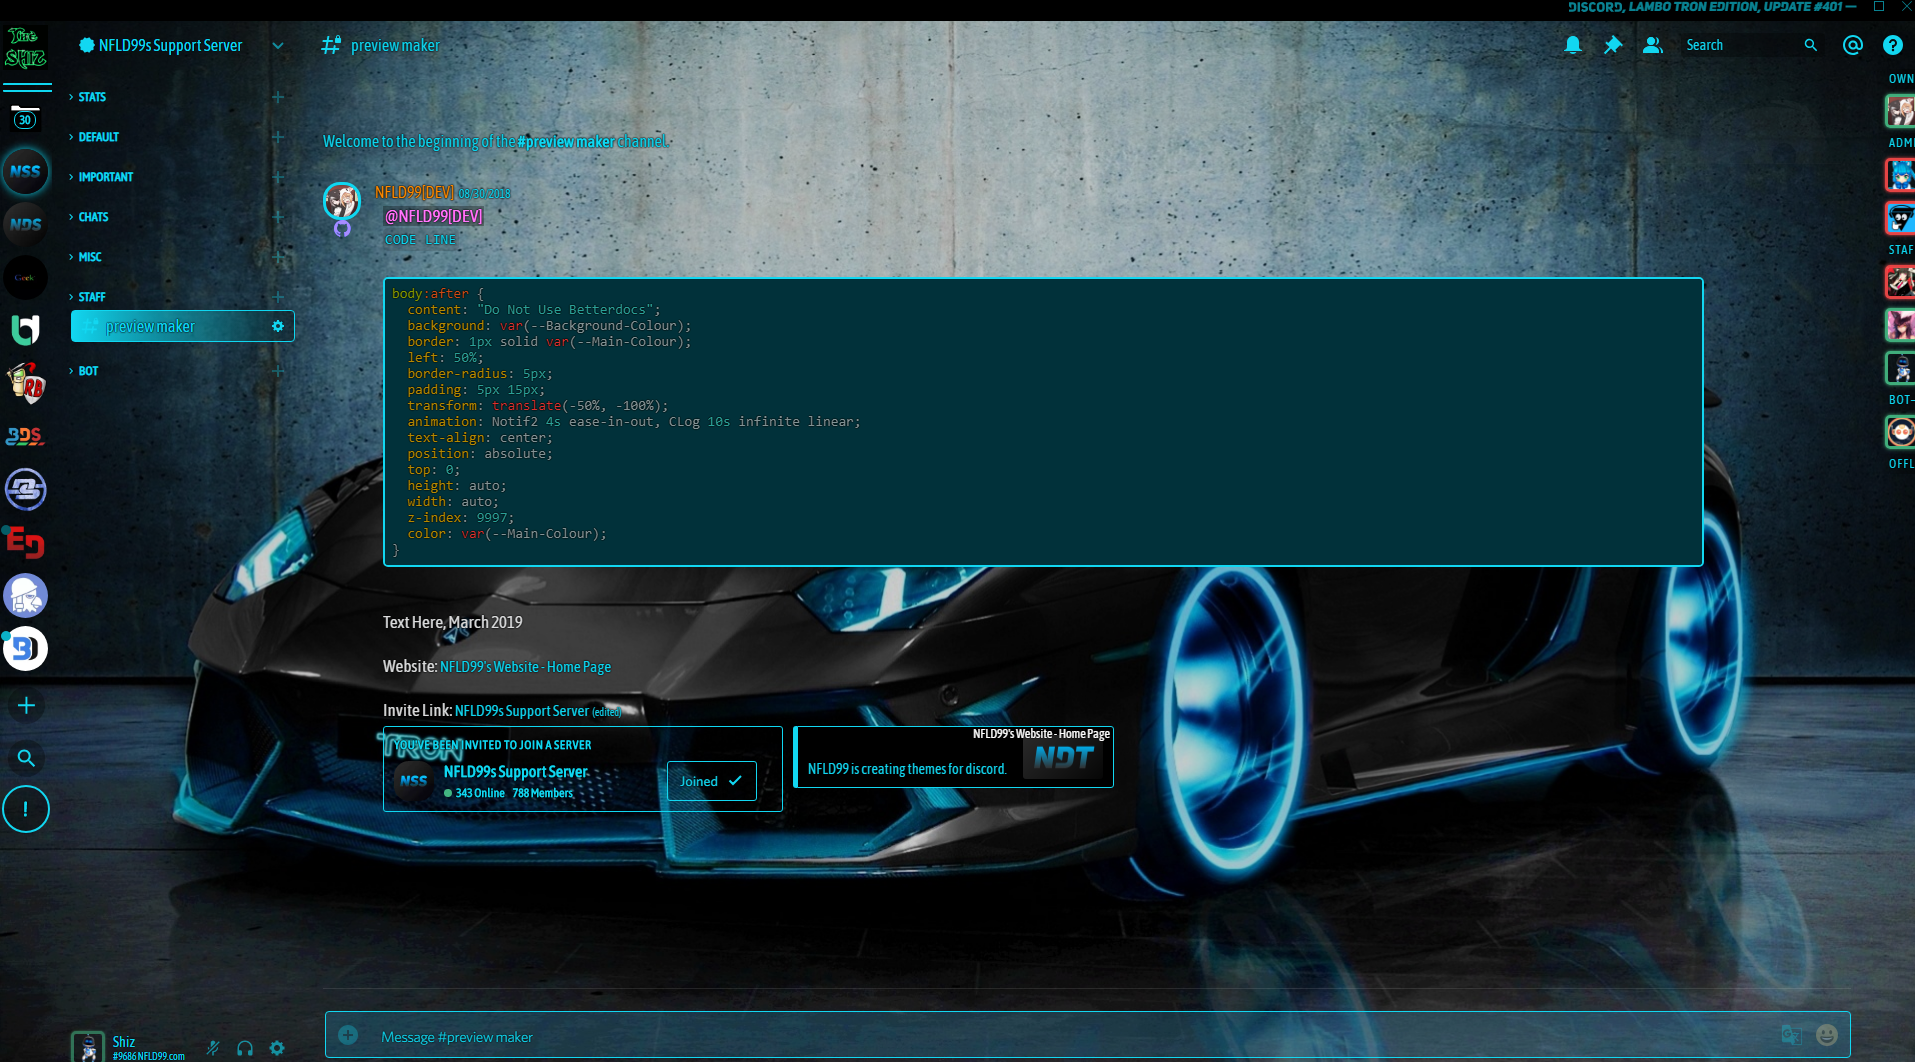 DISCORD, LAMBO TRON EDITION, UPDATE #401
The
SHIZ
NFLD99s Support Server
preview maker
Search
30
STATS
DEFAULT
NSS
IMPORTANT
NDS
CHATS
MISC
Geek
STAFF
preview maker
BOT
BDS
ED
Welcome to the beginning of the #preview maker channel.
NFLD99[DEV] 08/30/2018
@NFLD99[DEV]
CODE LINE
body:after {
content: "Do Not Use Betterdocs";
background: var(--Background-Colour);
border: 1px solid var(--Main-Colour);
left: 50%;
border-radius: 5px;
padding: 5px 15px;
transform: translate(-50%, -100%);
animation: Notif2 4s ease-in-out, CLog 10s infinite linear;
text-align: center;
position: absolute;
top: 0;
height: auto;
width: auto;
z-index: 9997;
color: var(--Main-Colour);
}
Text Here, March 2019
Website: NFLD99's Website - Home Page
Invite Link: NFLD99s Support Server (edited)
TRON
YOU'VE BEEN INVITED TO JOIN A SERVER
NSS
NFLD99s Support Server
343 Online 788 Members
Joined
NFLD99's Website - Home Page
NFLD99 is creating themes for discord.
NDT
OWN
ADMI
STAF
BOT-
OFFL
Shiz
#9686 NFLD99.com
Message #preview maker